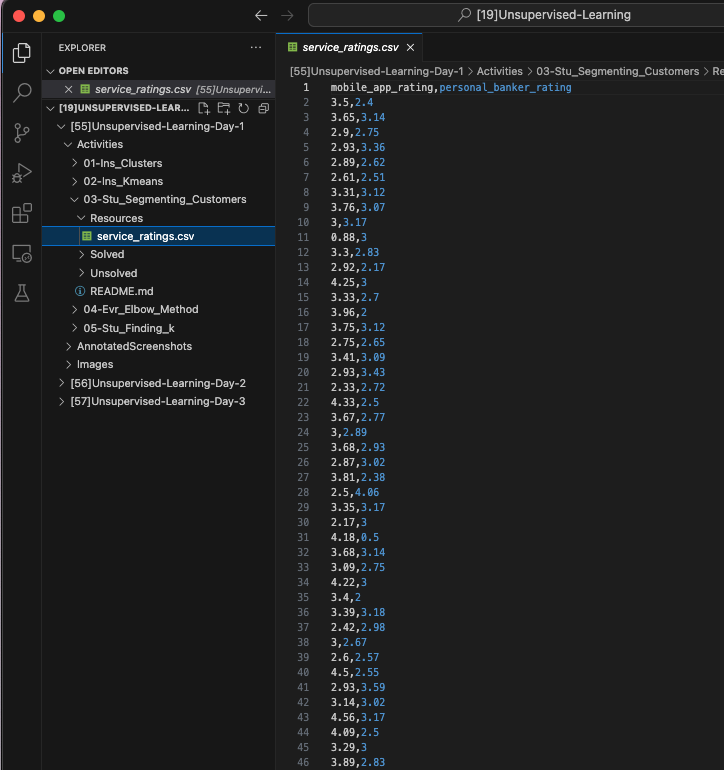 [19]Unsupervised-Learning
EXPLORER
service_ratings.csv
[55]Unsupervised-Learning-Day-1 > Activities > 03-Stu_Segmenting_Customers > Re
OPEN EDITORS
service_ratings.csv [55]Unsupervi...
[19]UNSUPERVISED-LEAR...
[55]Unsupervised-Learning-Day-1
Activities
01-Ins_Clusters
02-Ins_Kmeans
03-Stu_Segmenting_Customers
Resources
service_ratings.csv
Solved
Unsolved
README.md
04-Evr_Elbow_Method
05-Stu_Finding_k
AnnotatedScreenshots
Images
[56]Unsupervised-Learning-Day-2
[57]Unsupervised-Learning-Day-3
1 mobile_app_rating,personal_banker_rating
2 3.5,2.4
3 3.65,3.14
4 2.9,2.75
5 2.93,3.36
6 2.89,2.62
7 2.61,2.51
8 3.31,3.12
9 3.76,3.07
10 3,3.17
11 0.88,3
12 3.3,2.83
13 2.92,2.17
14 4.25,3
15 3.33,2.7
16 3.96,2
17 3.75,3.12
18 2.75,2.65
19 3.41,3.09
20 2.93,3.43
21 2.33,2.72
22 4.33,2.5
23 3.67,2.77
24 3,2.89
25 3.68,2.93
26 2.87,3.02
27 3.81,2.38
28 2.5,4.06
29 3.35,3.17
30 2.17,3
31 4.18,0.5
32 3.68,3.14
33 3.09,2.75
34 4.22,3
35 3.4,2
36 3.39,3.18
37 2.42,2.98
38 3,2.67
39 2.6,2.57
40 4.5,2.55
41 2.93,3.59
42 3.14,3.02
43 4.56,3.17
44 4.09,2.5
45 3.29,3
46 3.89,2.83